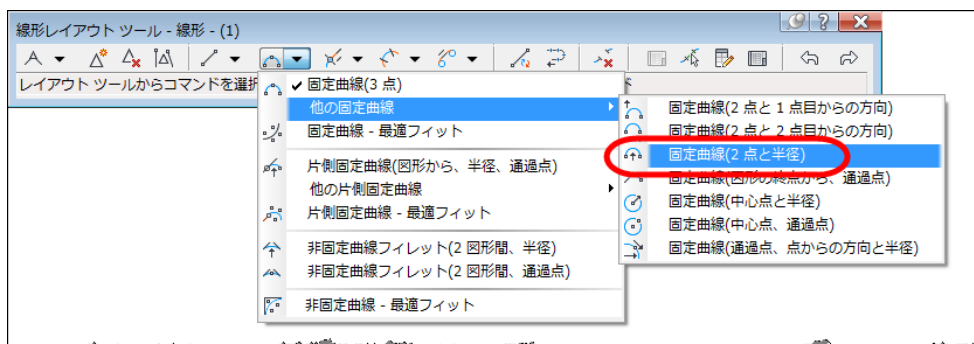 線形レイアウト ツール - 線形 - (1)
レイアウト ツールからコマンドを選択
固定曲線(3 点)
他の固定曲線
固定曲線 - 最適フィット
片側固定曲線(図形から、半径、通過点)
他の片側固定曲線
片側固定曲線 - 最適フィット
非固定曲線フィレット(2 図形間、半径)
非固定曲線フィレット(2 図形間、通過点)
非固定曲線 - 最適フィット
固定曲線(2 点と 1 点目からの方向)
固定曲線(2 点と 2 点目からの方向)
固定曲線(2 点と半径)
固定曲線(図形の終点から、通過点)
固定曲線(中心点と半径)
固定曲線(中心点、通過点)
固定曲線(通過点、点からの方向と半径)